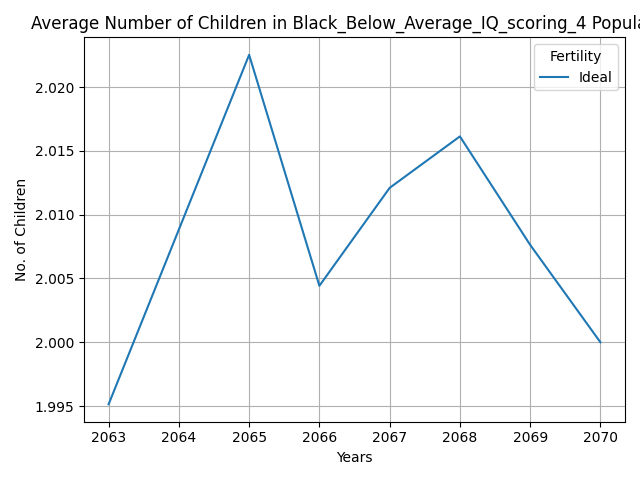 Average Number of Children in Black_Below_Average_IQ_scoring_4 Popula
Fertility
Ideal
2.020
2.015
2.010
2.005
2.000
1.995
No. of Children
2063 2064 2065 2066 2067 2068 2069 2070
Years